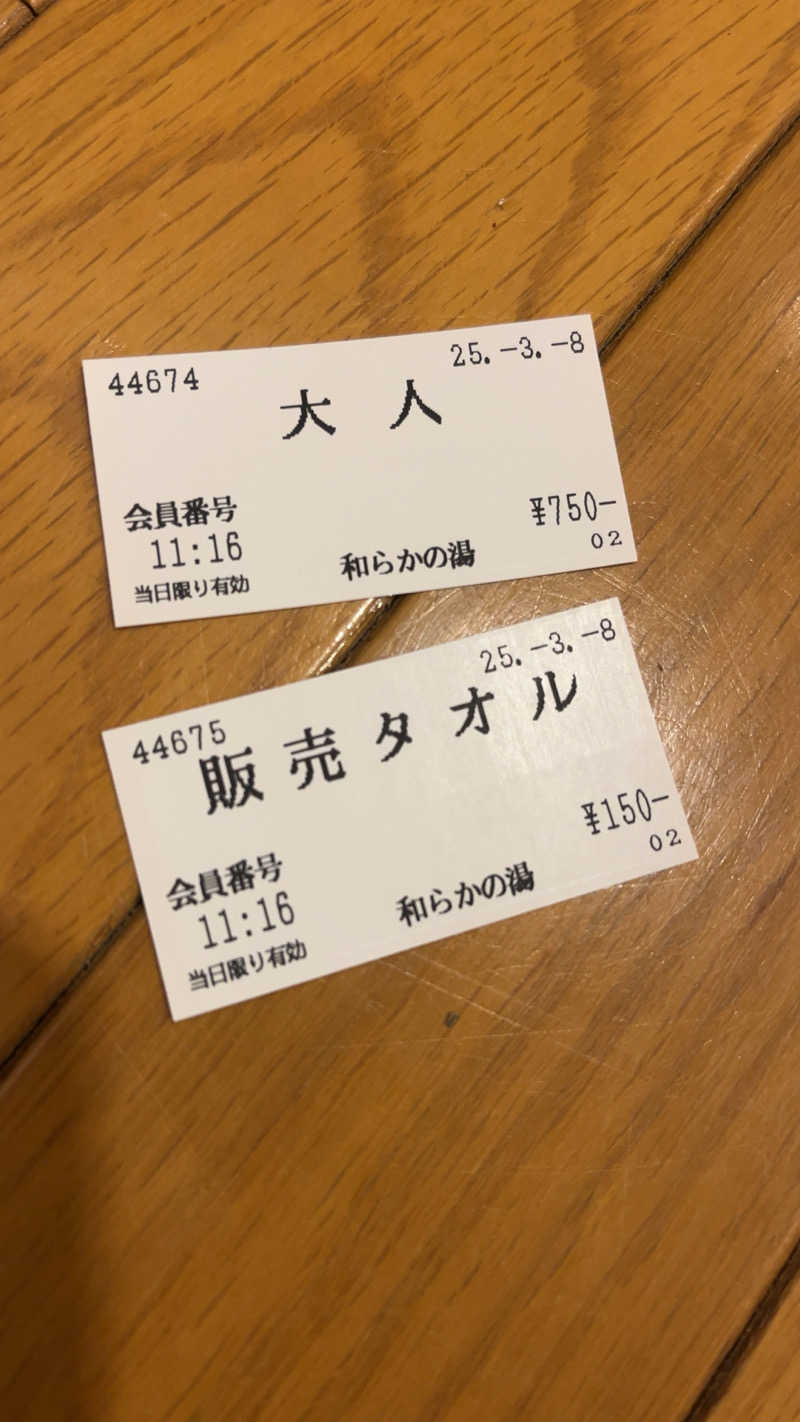 44674 25.-3.-8
大人
会員番号 ¥750-
11:16 02
当日限り有効 和らかの湯
44675 25.-3.-8
販売タオル
会員番号 ¥150-
11:16 02
当日限り有効 和らかの湯